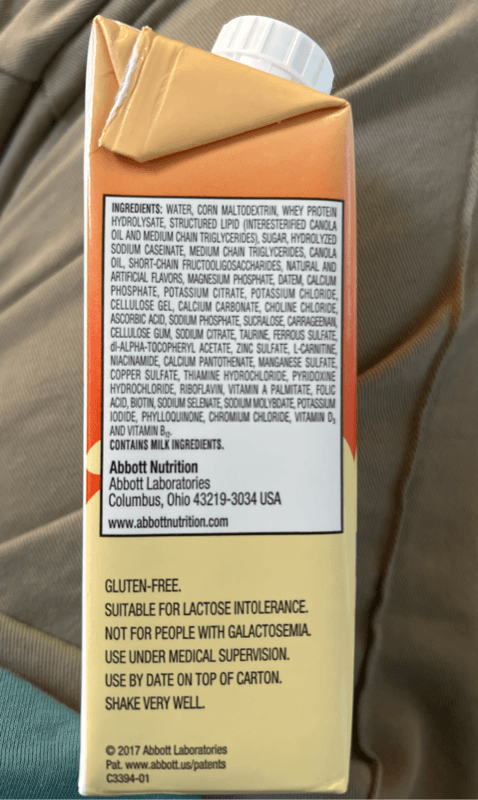 INGREDIENTS: WATER, CORN MALTODEXTRIN, WHEY PROTEIN
HYDROLYSATE, STRUCTURED LIPID (INTERESTERIFIED CANOLA
OIL AND MEDIUM CHAIN TRIGLYCERIDES), SUGAR, HYDROLYZED
SODIUM CASEINATE, MEDIUM CHAIN TRIGLYCERIDES, CANOLA
OIL, SHORT-CHAIN FRUCTOOLIGOSACCHARIDES, NATURAL AND
ARTIFICIAL FLAVORS, MAGNESIUM PHOSPHATE, DATEM, CALCIUM
PHOSPHATE, POTASSIUM CITRATE, POTASSIUM CHLORIDE,
CELLULOSE GEL, CALCIUM CARBONATE, CHOLINE CHLORIDE,
ASCORBIC ACID, SODIUM PHOSPHATE, SUCRALOSE, CARRAGEENAN,
CELLULOSE GUM, SODIUM CITRATE, TAURINE, FERROUS SULFATE,
dl-ALPHA-TOCOPHERYL ACETATE, ZINC SULFATE, L-CARNITINE,
NIACINAMIDE, CALCIUM PANTOTHENATE, MANGANESE SULFATE,
COPPER SULFATE, THIAMINE HYDROCHLORIDE, PYRIDOXINE
HYDROCHLORIDE, RIBOFLAVIN, VITAMIN A PALMITATE, FOLIC
ACID, BIOTIN, SODIUM SELENATE, SODIUM MOLYBDATE, POTASSIUM
IODIDE, PHYLLOQUINONE, CHROMIUM CHLORIDE, VITAMIN D₃,
AND VITAMIN B₁₂.
CONTAINS MILK INGREDIENTS.
Abbott Nutrition
Abbott Laboratories
Columbus, Ohio 43219-3034 USA
www.abbottnutrition.com
GLUTEN-FREE.
SUITABLE FOR LACTOSE INTOLERANCE.
NOT FOR PEOPLE WITH GALACTOSEMIA.
USE UNDER MEDICAL SUPERVISION.
USE BY DATE ON TOP OF CARTON.
SHAKE VERY WELL.
© 2017 Abbott Laboratories
Pat. www.abbott.us/patents
C3394-01